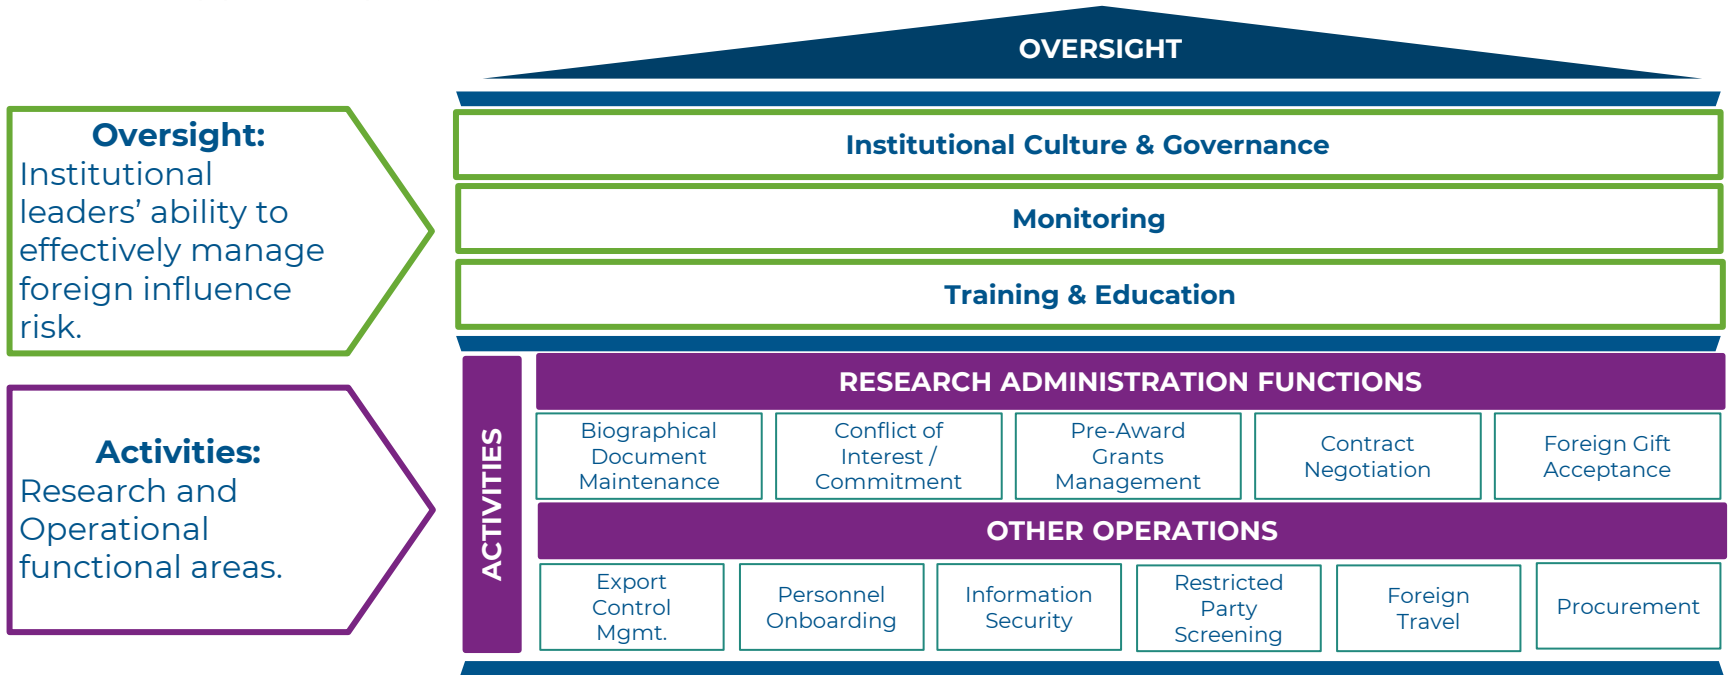 OVERSIGHT
Oversight:
Institutional
leaders’ ability to
effectively manage
foreign influence
risk.
Institutional Culture & Governance
Monitoring
Training & Education
Activities:
Research and
Operational
functional areas.
ACTIVITIES
RESEARCH ADMINISTRATION FUNCTIONS
Biographical
Document
Maintenance
Conflict of
Interest /
Commitment
Pre-Award
Grants
Management
Contract
Negotiation
Foreign Gift
Acceptance
OTHER OPERATIONS
Export
Control
Mgmt.
Personnel
Onboarding
Information
Security
Restricted
Party
Screening
Foreign
Travel
Procurement